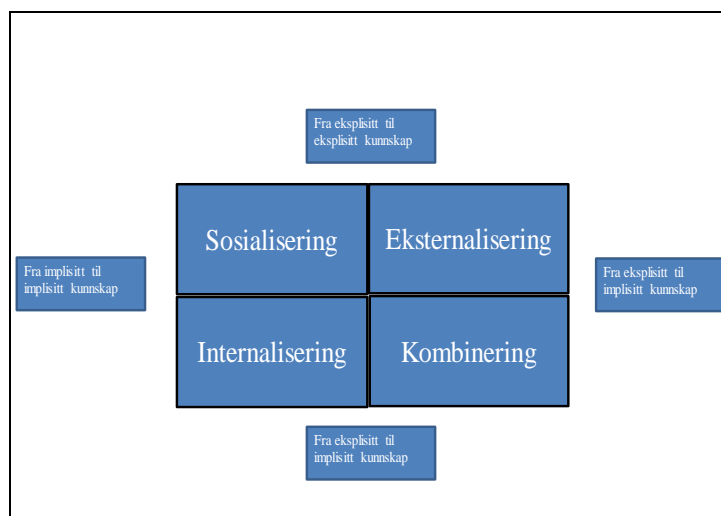 Fra eksplisitt til
eksplisitt kunnskap
Sosialisering
Eksternalisering
Fra implisitt til
implisitt kunnskap
Fra eksplisitt til
implisitt kunnskap
Internalisering
Kombinering
Fra eksplisitt til
implisitt kunnskap